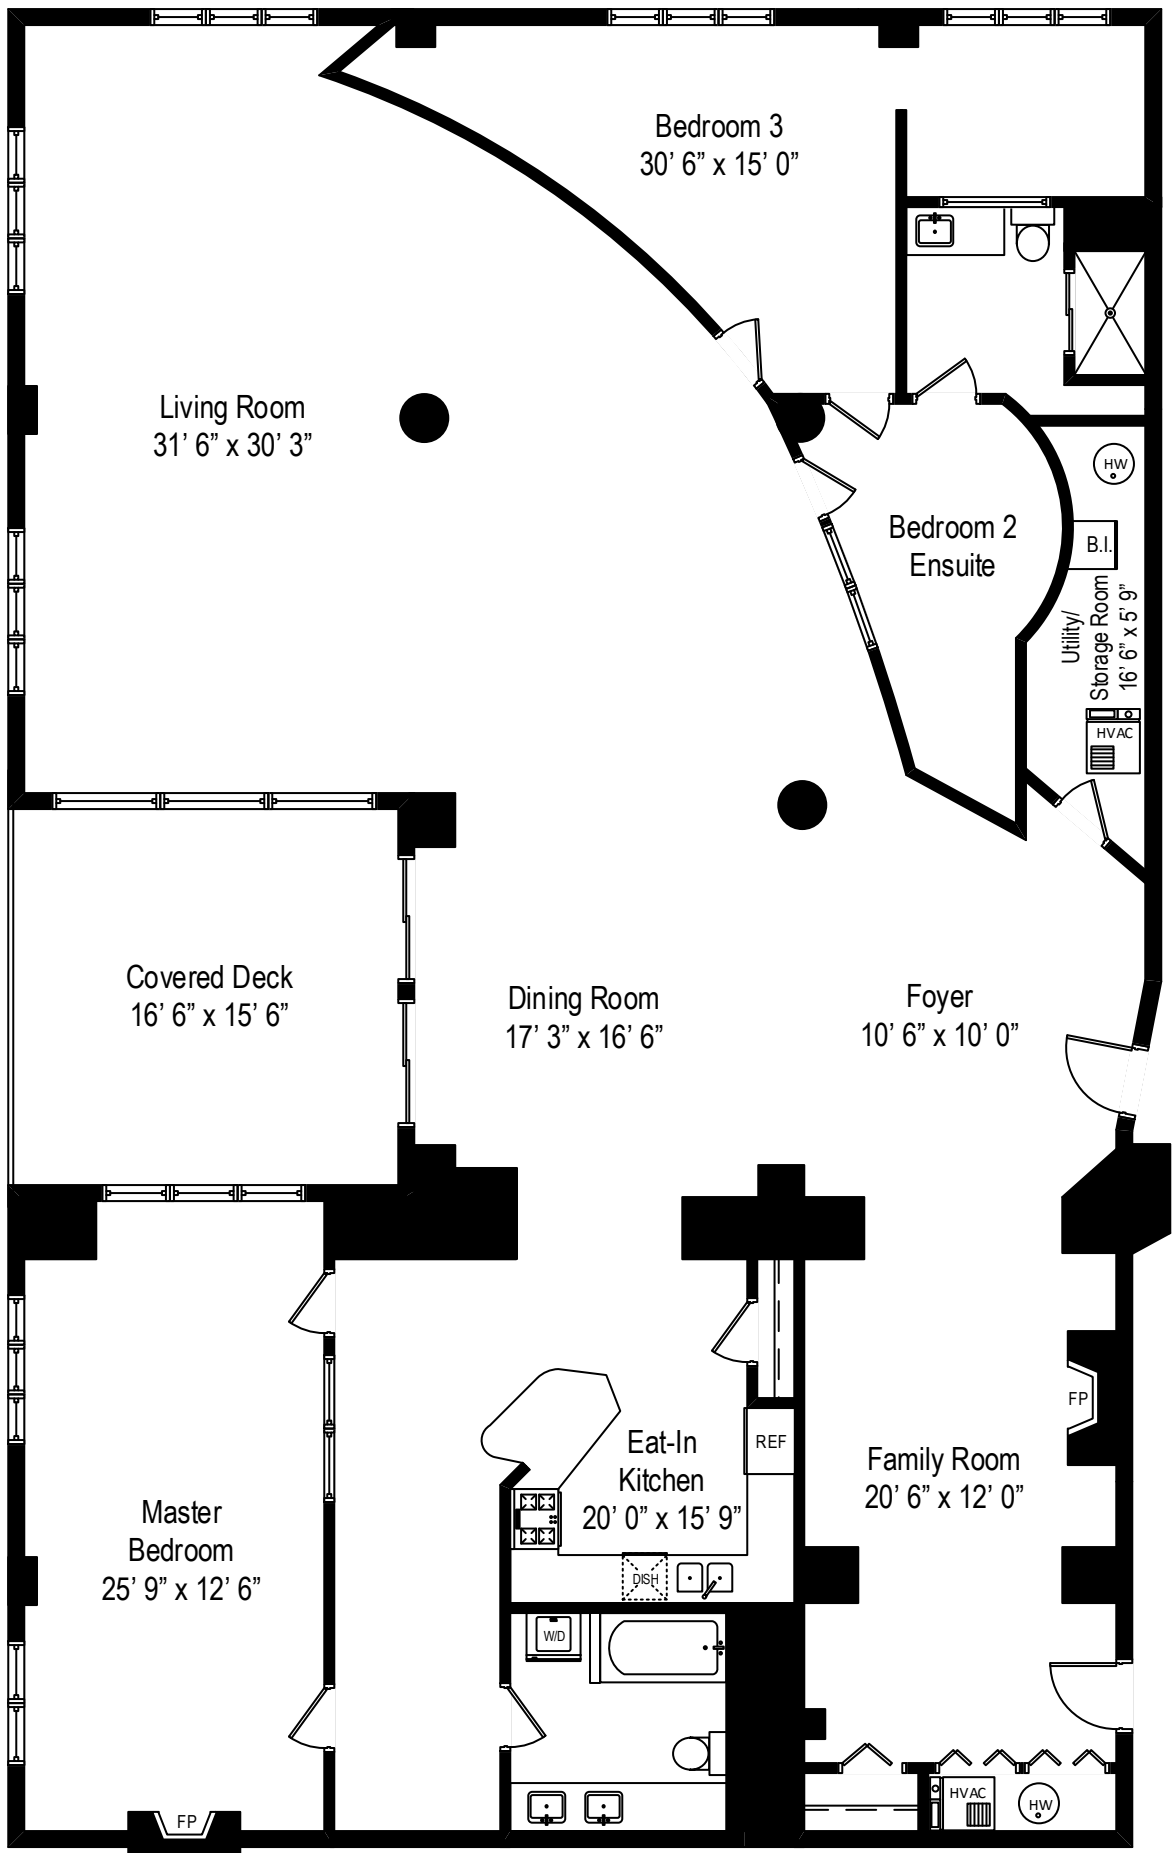 Bedroom 3
30’ 6” x 15’ 0”
Living Room
31’ 6” x 30’ 3”
HW
Bedroom 2
Ensuite
B.I.
Utility/
Storage Room
16’ 6” x 5’ 9”
HVAC
Covered Deck
16’ 6” x 15’ 6”
Dining Room
17’ 3” x 16’ 6”
Foyer
10’ 6” x 10’ 0”
FP
REF
Eat-In
Kitchen
20’ 0” x 15’ 9”
Family Room
20’ 6” x 12’ 0”
Master
Bedroom
25’ 9” x 12’ 6”
DISH
W/D
FP
HVAC
HW